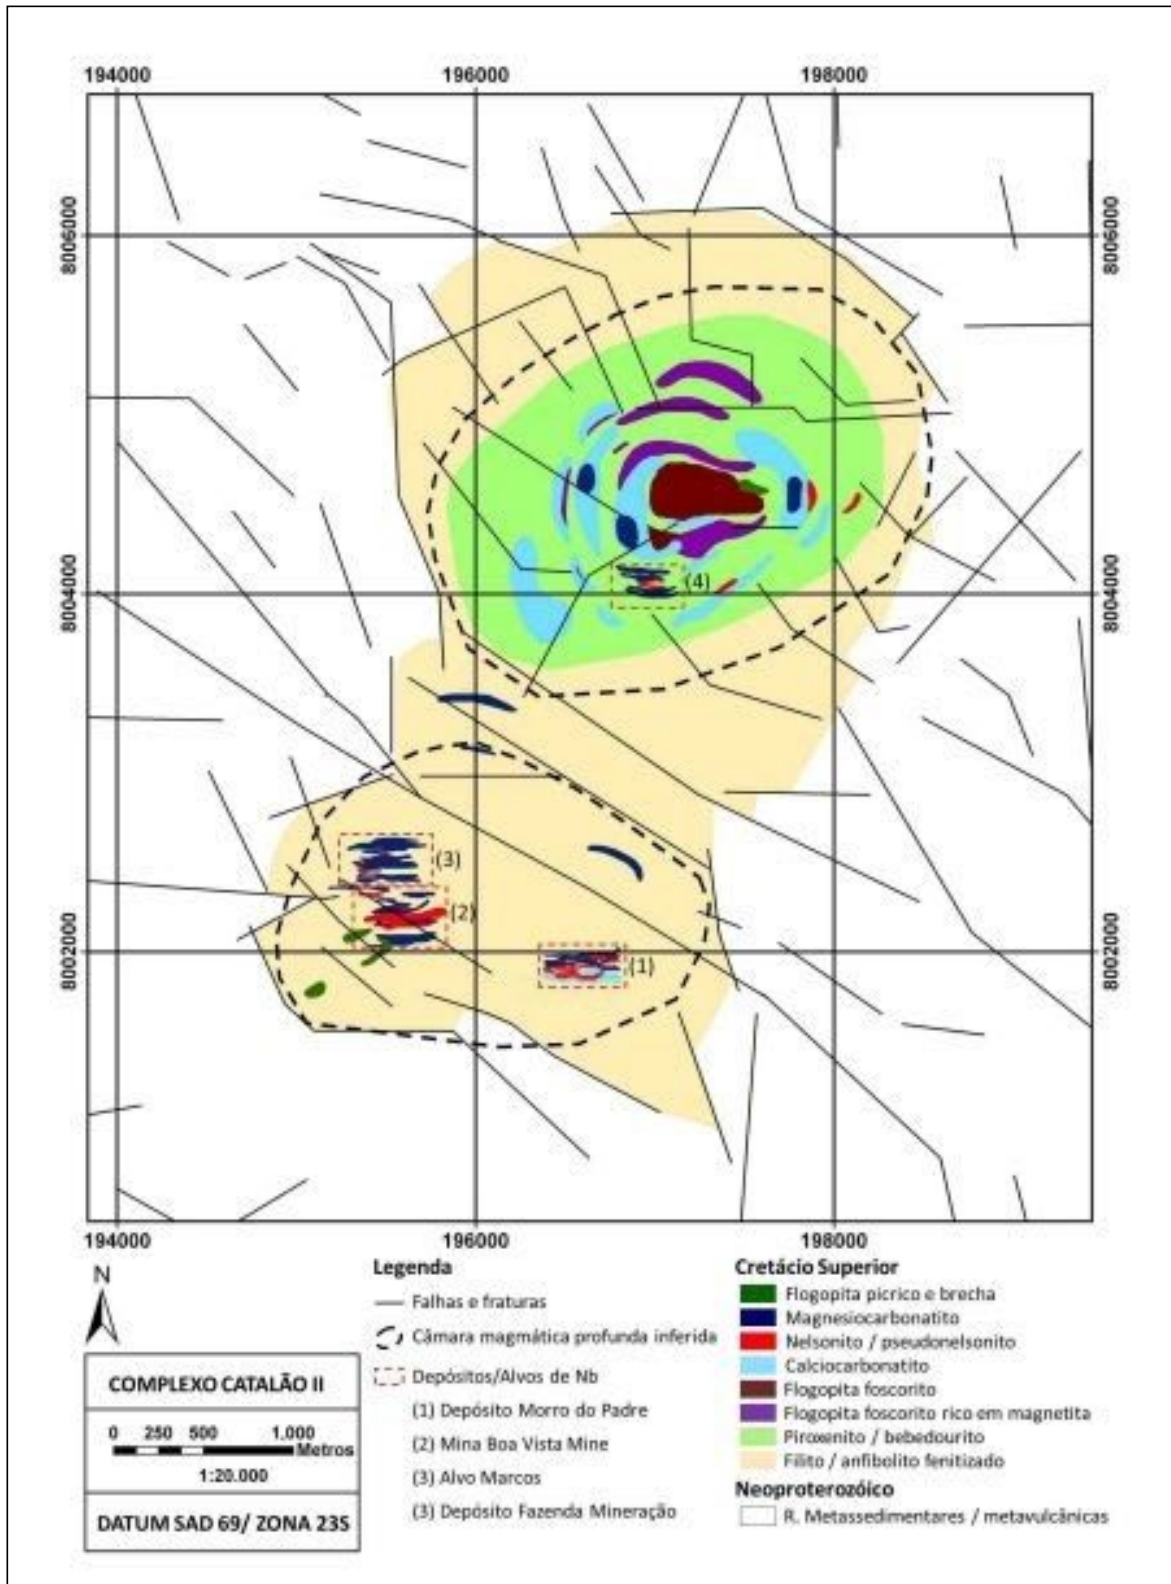 194000 196000 198000
8006000 8006000
8004000 8004000
8002000 8002000
(4)
(3)
(2)
(1)
194000 196000 198000
N
COMPLEXO CATALÃO II
0 250 500 1.000
Metros
1:20.000
DATUM SAD 69/ ZONA 23S
Legenda
Falhas e fraturas
Câmara magmática profunda inferida
Depósitos/Alvos de Nb
(1) Depósito Morro do Padre
(2) Mina Boa Vista Mine
(3) Alvo Marcos
(3) Depósito Fazenda Mineração
Cretácio Superior
Flogopita picrico e brecha
Magnesiocarbonatito
Nelsonito / pseudonelsonito
Calciocarbonatito
Flogopita foscorito
Flogopita foscorito rico em magnetita
Piroxenito / bebedourito
Filito / anfibolito fenitizado
Neoproterozóico
R. Metassedimentares / metavulcânicas